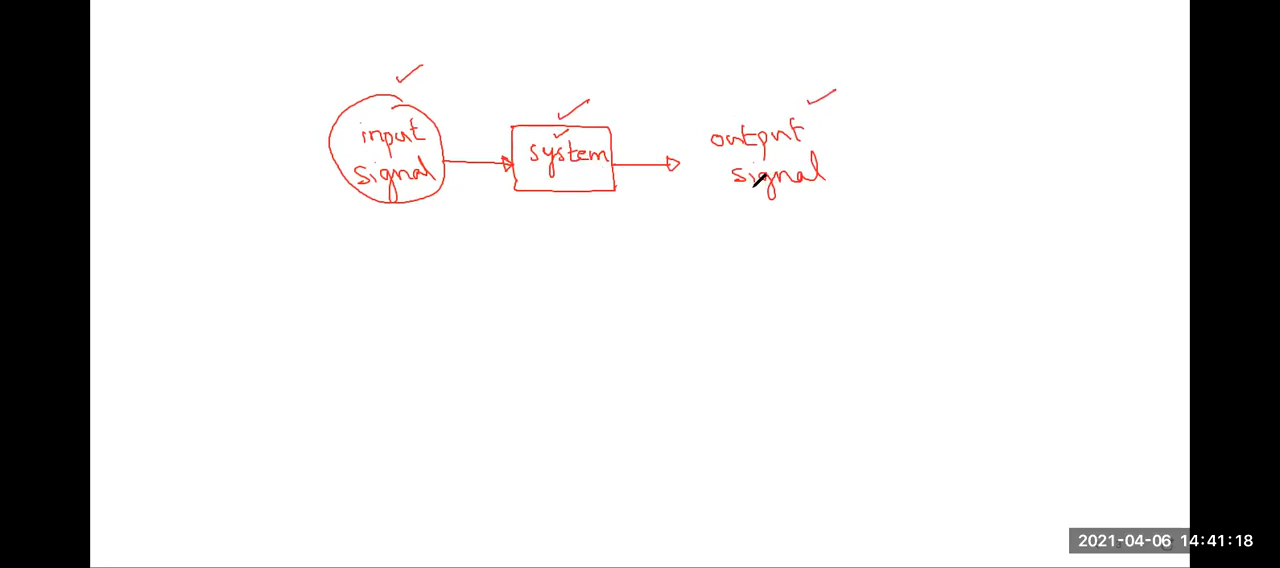 input
signal
system
output
signal
2021-04-06 14:41:18